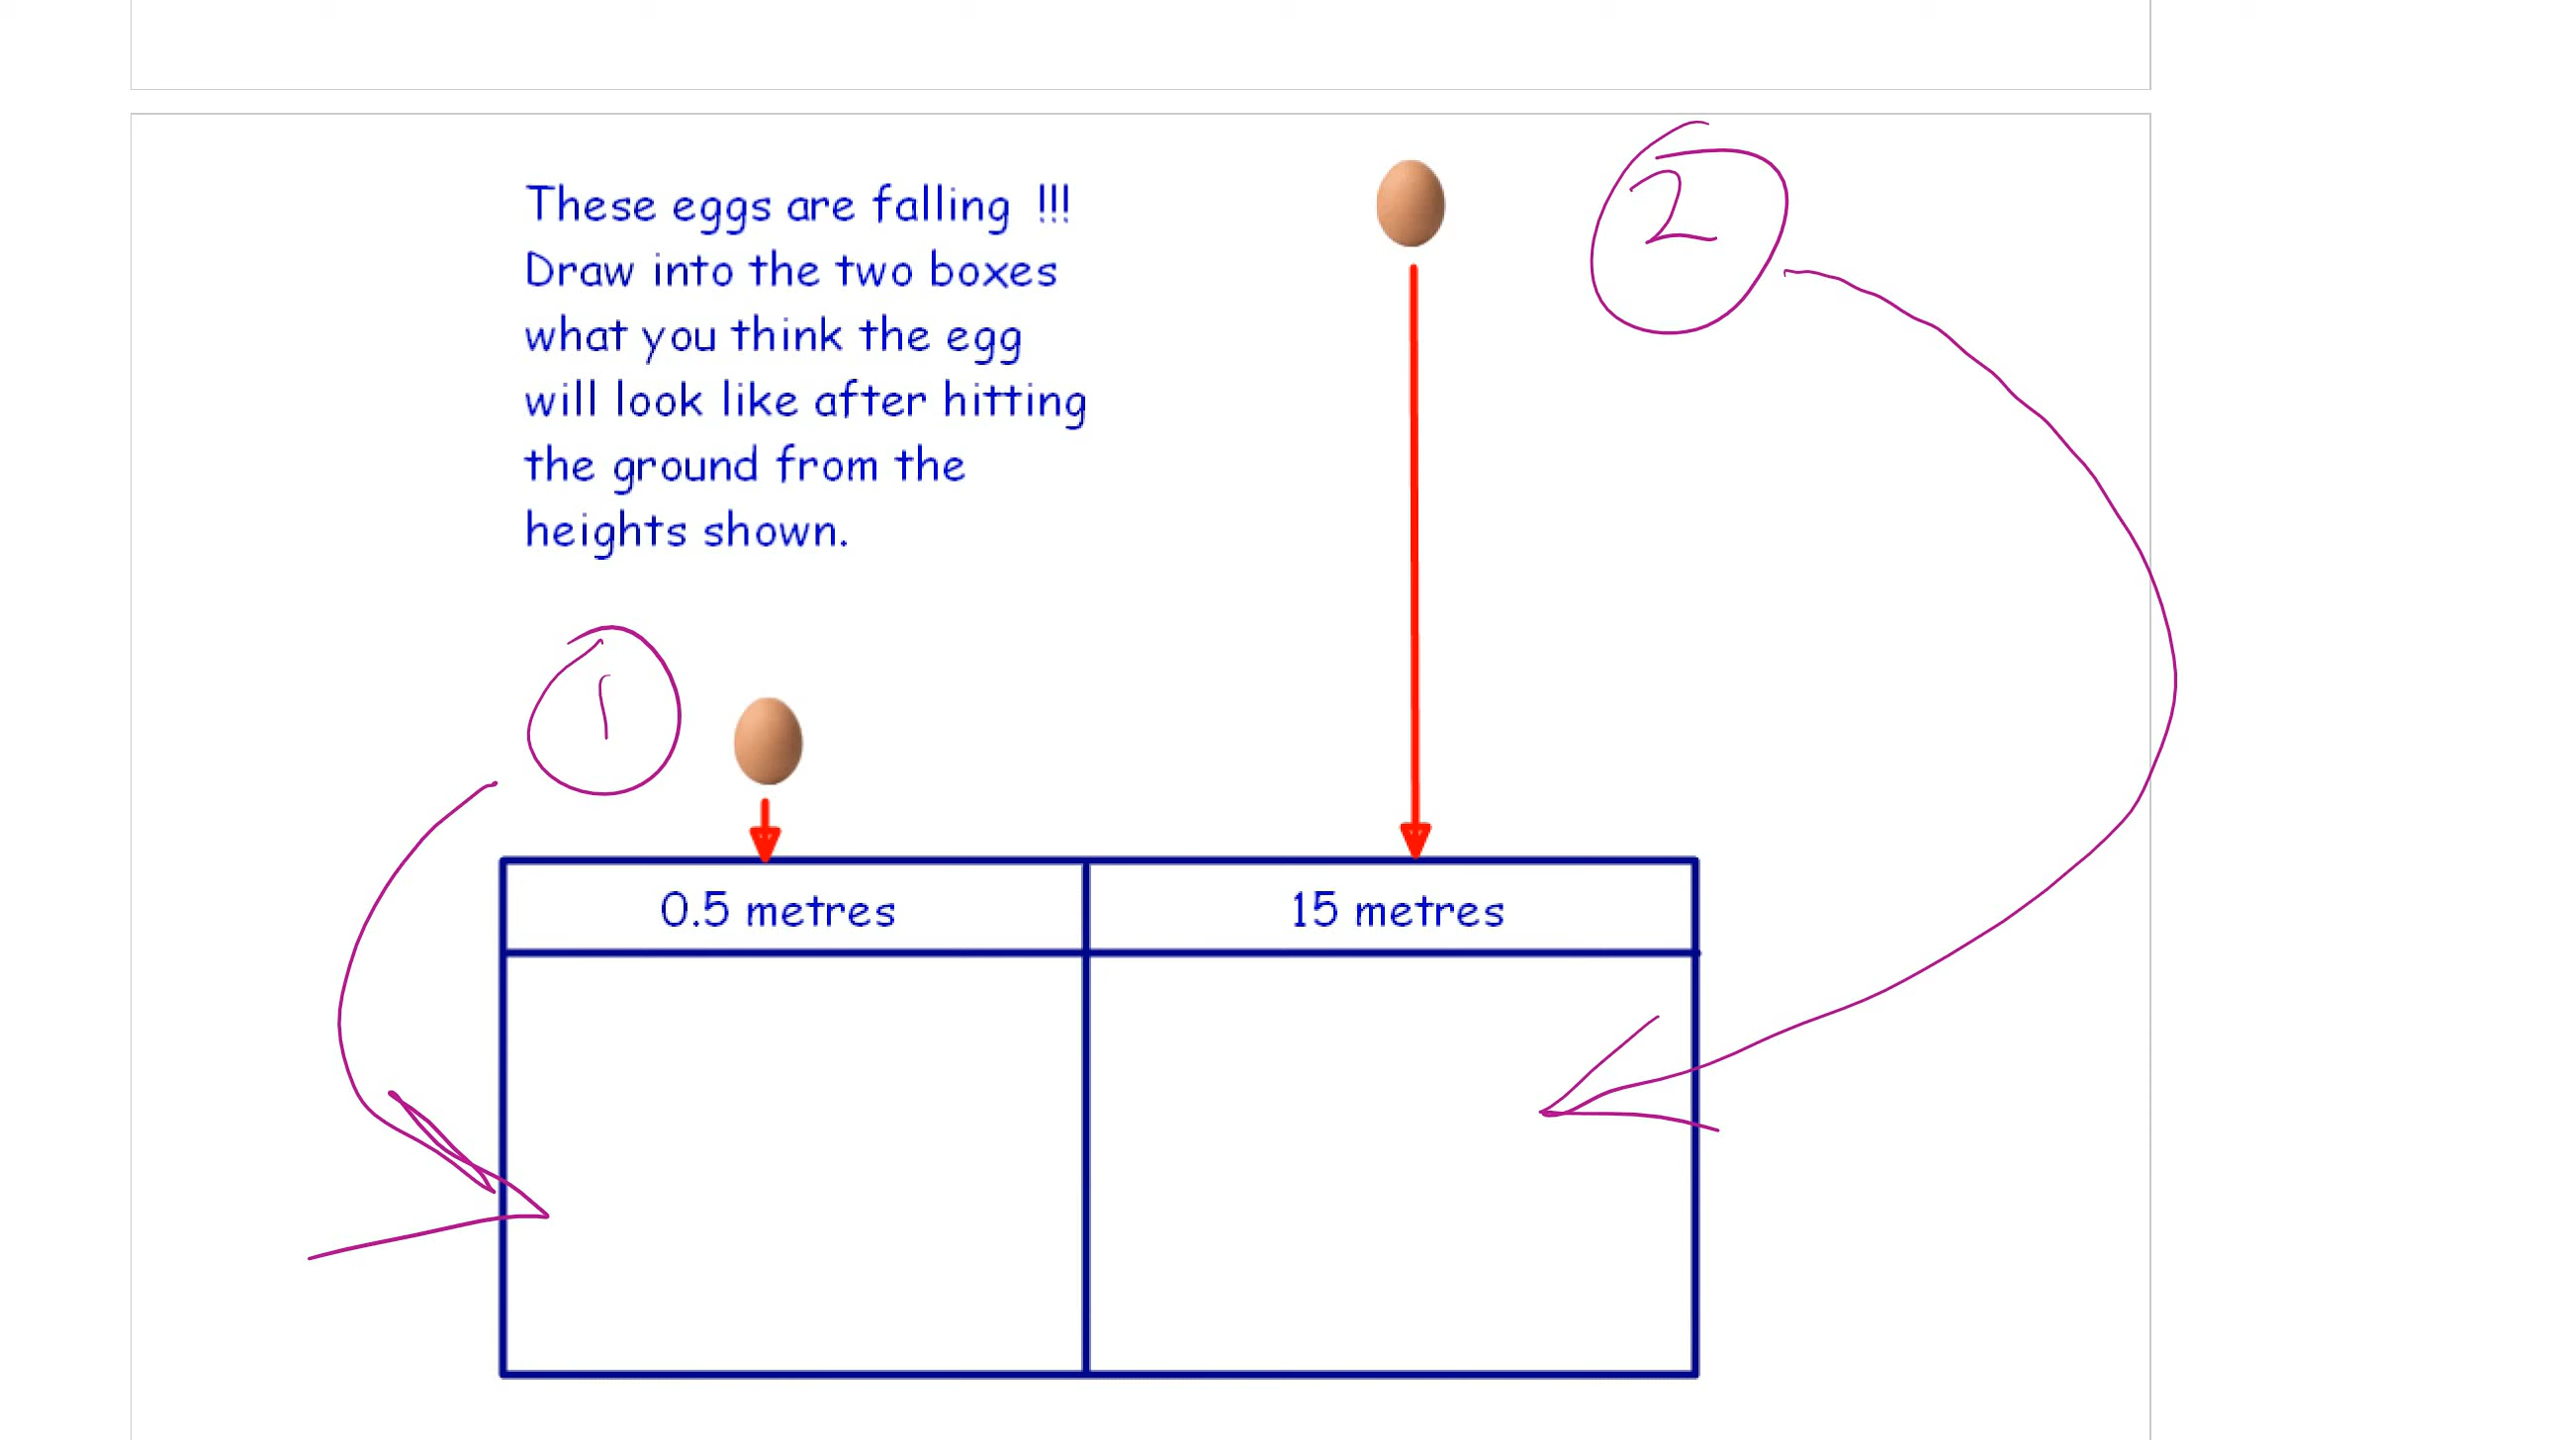 These eggs are falling !!!
Draw into the two boxes
what you think the egg
will look like after hitting
the ground from the
heights shown.
2
1
0.5 metres
15 metres